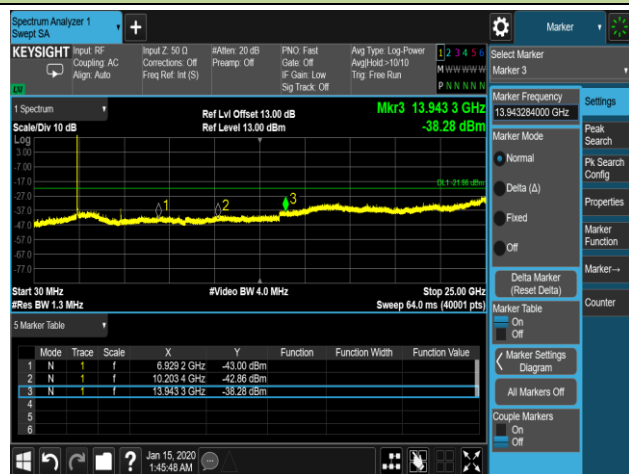 Spectrum Analyzer 1
Swept SA
Marker
KEYSIGHT
Input: RF
Coupling: AC
Align: Auto
Input Z: 50 Ω
Corrections: Off
Freq Ref: Int (S)
#Atten: 20 dB
Preamp: Off
PNO: Fast
Gate: Off
IF Gain: Low
Sig Track: Off
Avg Type: Log-Power
Avg|Hold:>10/10
Trig: Free Run
1 2 3 4 5 6
M W W W W W
P N N N N N
LXI
1 Spectrum
Scale/Div 10 dB
Log
Ref Lvl Offset 13.00 dB
Ref Level 13.00 dBm
Mkr3 13.943 3 GHz
-38.28 dBm
3.00
-7.00
-17.0
-27.0
-37.0
-47.0
-57.0
-67.0
-77.0
1
2
3
Start 30 MHz
#Res BW 1.3 MHz
#Video BW 4.0 MHz
Stop 25.00 GHz
Sweep 64.0 ms (40001 pts)
5 Marker Table
Mode Trace Scale X Y Function Function Width Function Value
1 N 1 f 6.929 2 GHz -43.00 dBm
2 N 1 f 10.203 4 GHz -42.86 dBm
3 N 1 f 13.943 3 GHz -38.28 dBm
4
5
6
Select Marker
Marker 3
Marker Frequency
13.943284000 GHz
Marker Mode
Normal
Delta (Δ)
Fixed
Off
Delta Marker
(Reset Delta)
Marker Table
On
Off
Marker Settings
Diagram
All Markers Off
Couple Markers
On
Off
Settings
Peak
Search
Pk Search
Config
Properties
Marker
Function
Marker→
Counter
Jan 15, 2020
1:45:48 AM